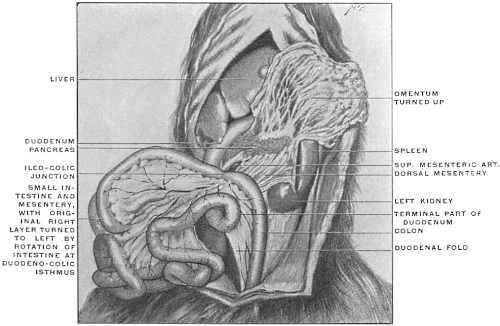 LIVER
DUODENUM
PANCREAS
ILEO-COLIC
JUNCTION
SMALL IN-
TESTINE AND
MESENTERY,
WITH ORIG-
INAL RIGHT
LAYER TURNED
TO LEFT BY
ROTATION OF
INTESTINE AT
DUODENO-COLIC
ISTHMUS
OMENTUM
TURNED UP
SPLEEN
SUP. MESENTERIC ART.
DORSAL MESENTERY
LEFT KIDNEY
TERMINAL PART OF
DUODENUM
COLON
DUODENAL FOLD